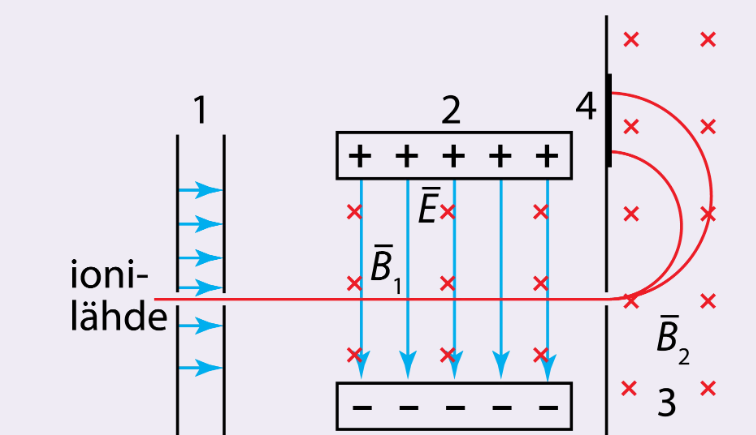 1
2
4
+ + + + +
E̅
B̅₁
ioni-
lähde
B̅₂
3
− − − − −